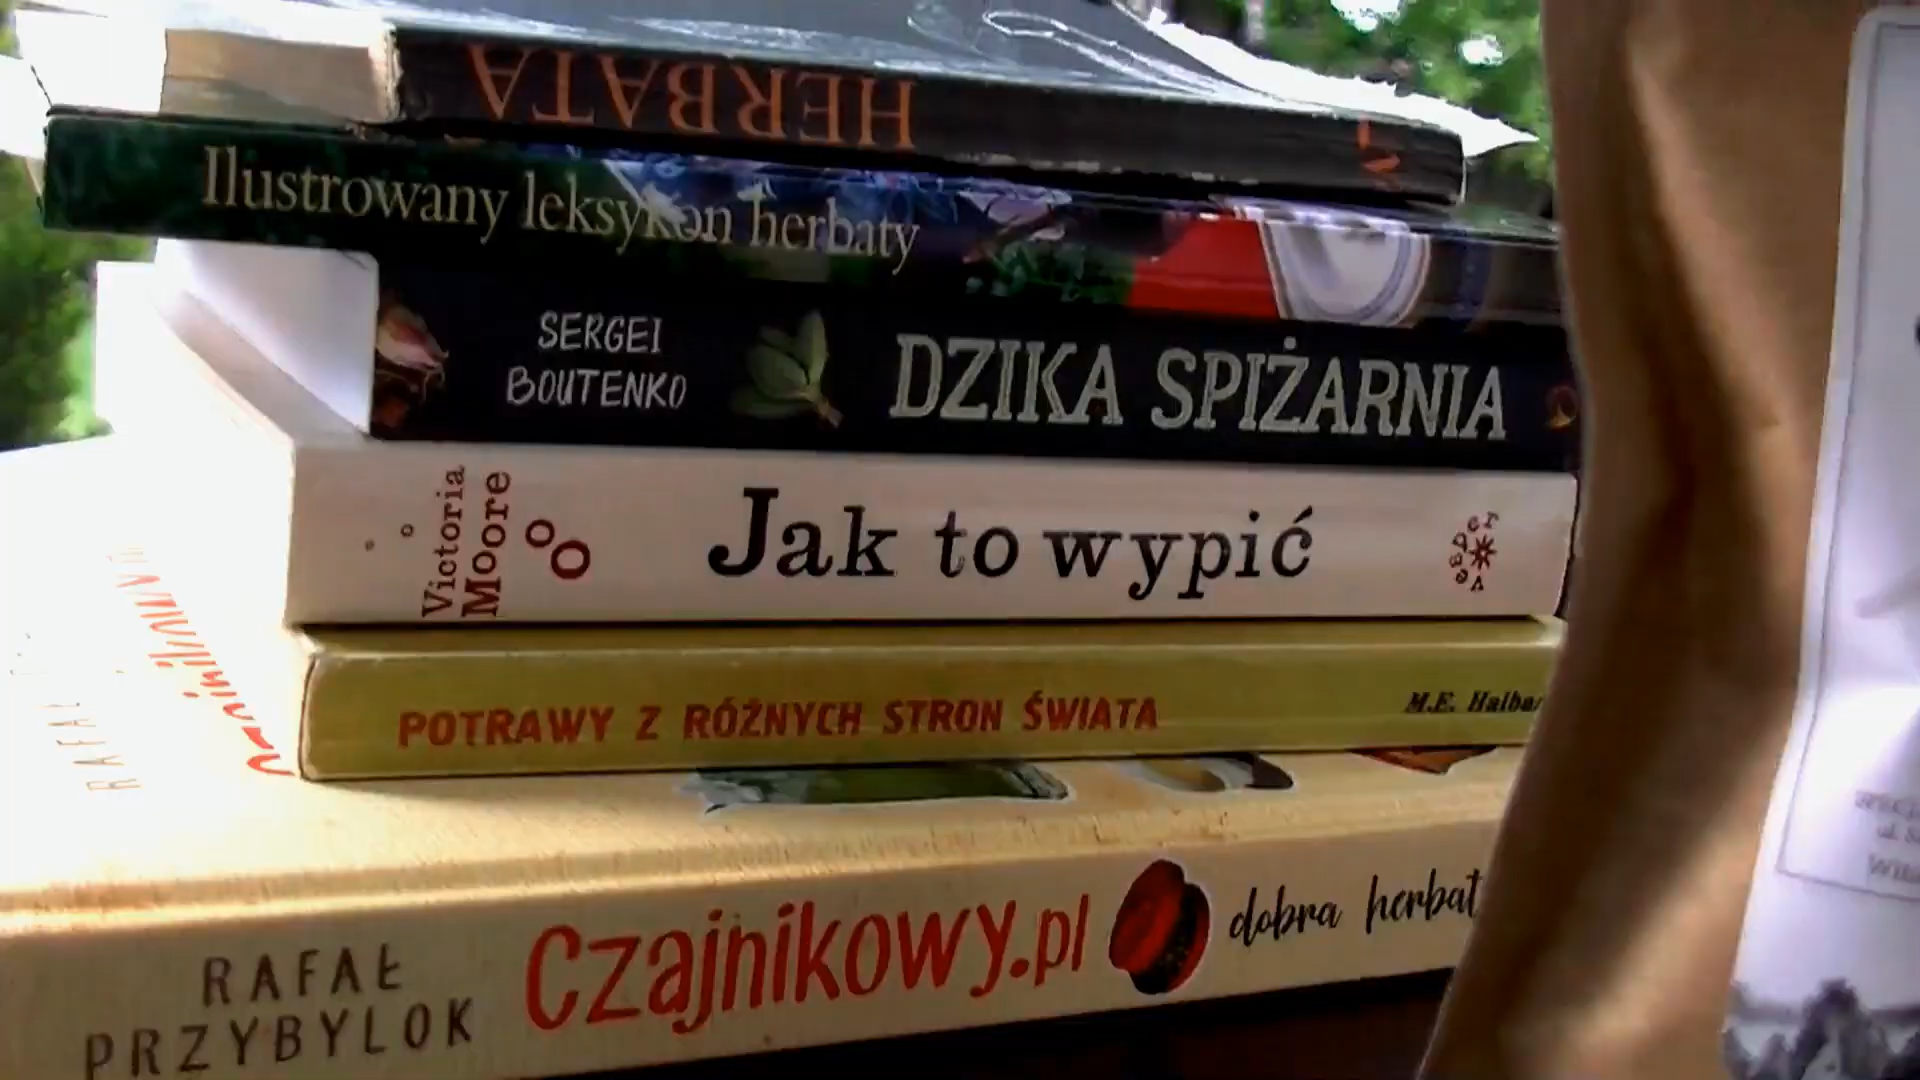 HERBATA
Ilustrowany leksykon herbaty
SERGEI
BOUTENKO
DZIKA SPIŻARNIA
Victoria
Moore
Jak to wypić
POTRAWY Z RÓŻNYCH STRON ŚWIATA
M.E. Halba
RAFAŁ
PRZYBYLOK
Czajnikowy.pl
dobra herbat